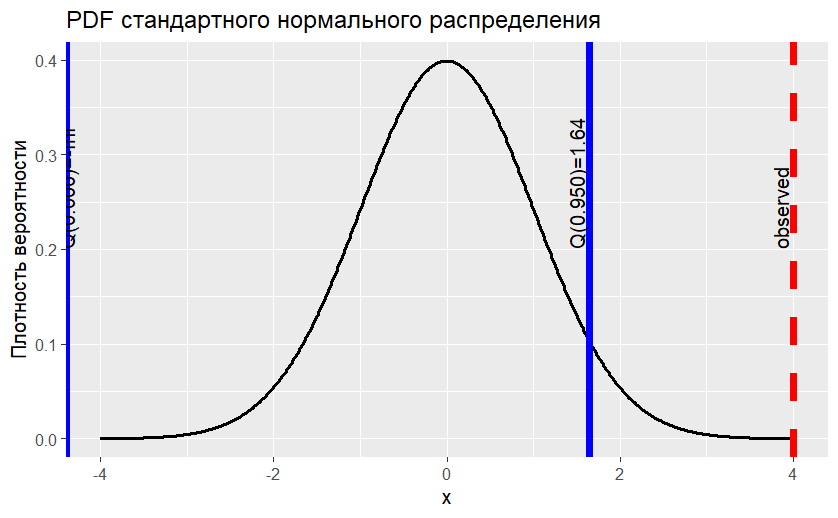 PDF стандартного нормального распределения
Плотность вероятности
0.4
0.3
0.2
0.1
0.0
Q(0.950)=1.64
observed
-4
-2
0
2
4
x